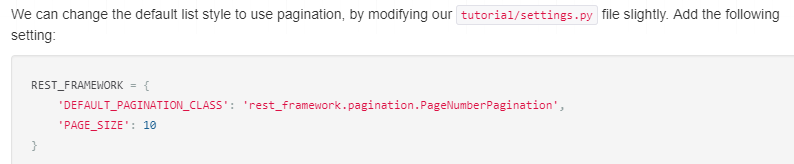 We can change the default list style to use pagination, by modifying our tutorial/settings.py file slightly. Add the following
setting:
REST_FRAMEWORK = {
    'DEFAULT_PAGINATION_CLASS': 'rest_framework.pagination.PageNumberPagination',
    'PAGE_SIZE': 10
}